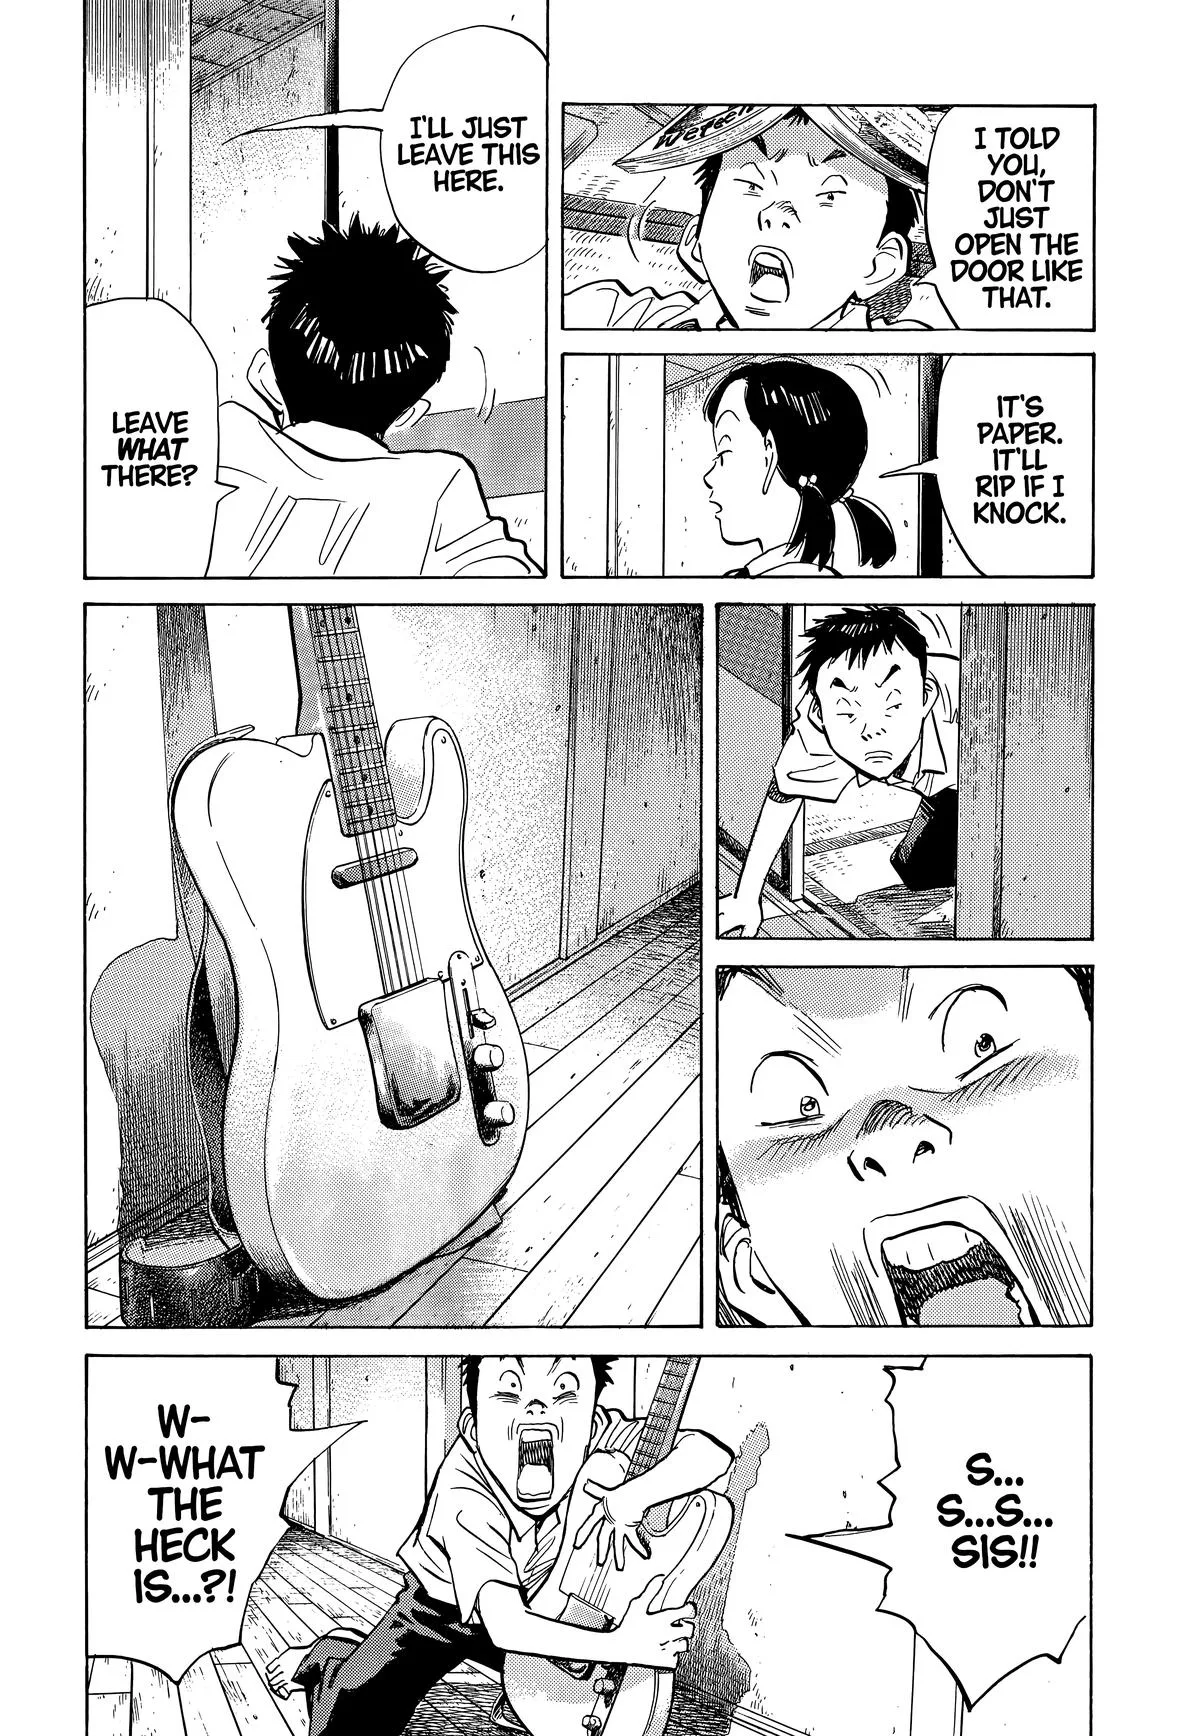 I TOLD
YOU,
DON'T
JUST
OPEN THE
DOOR LIKE
THAT.
IT'S
PAPER.
IT'LL
RIP IF I
KNOCK.
I'LL JUST
LEAVE THIS
HERE.
LEAVE
WHAT
THERE?
S...
S...S...
SIS!!
W-
W-WHAT
THE
HECK
IS...?!